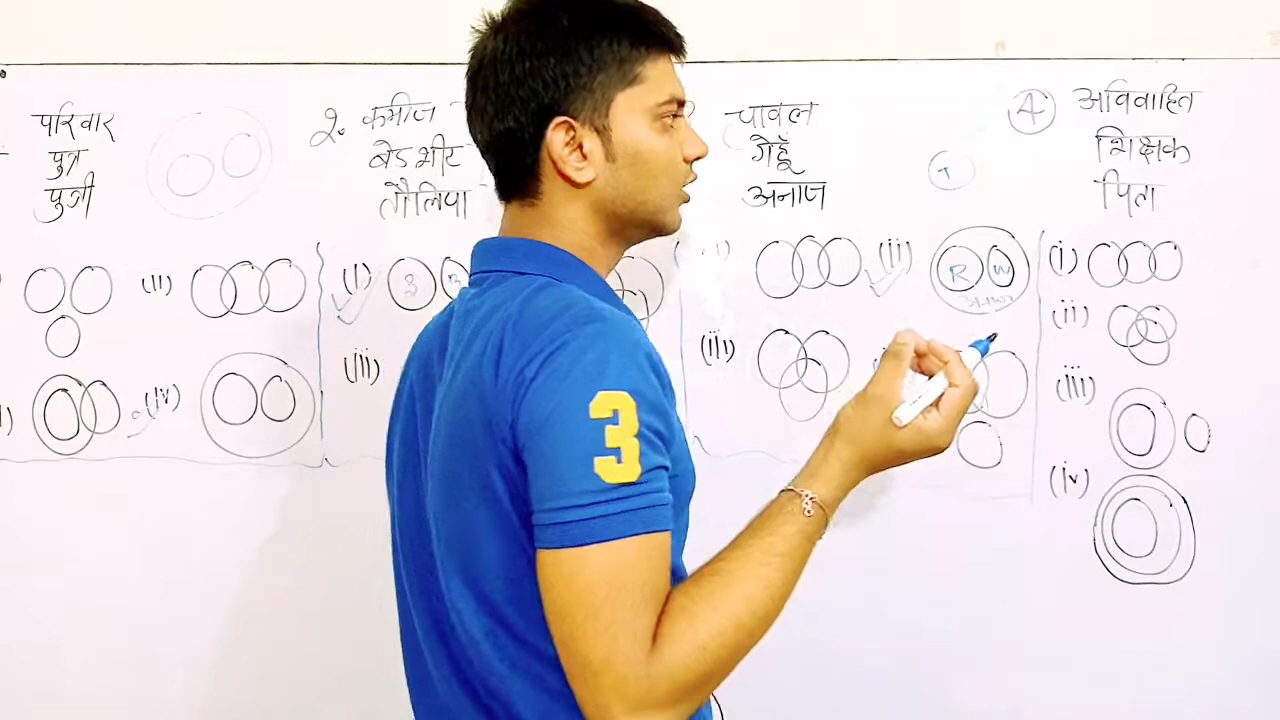 परिवार
पुत्र
पुत्री
(ii)
(iv)
2. कमीज
बेडशीट
तौलिया
(i)
(iii)
3
चावल
गेहूँ
अनाज
(ii)
R W
(iii)
4 अविवाहित
शिक्षक
पिता
(i)
(ii)
(iii)
(iv)